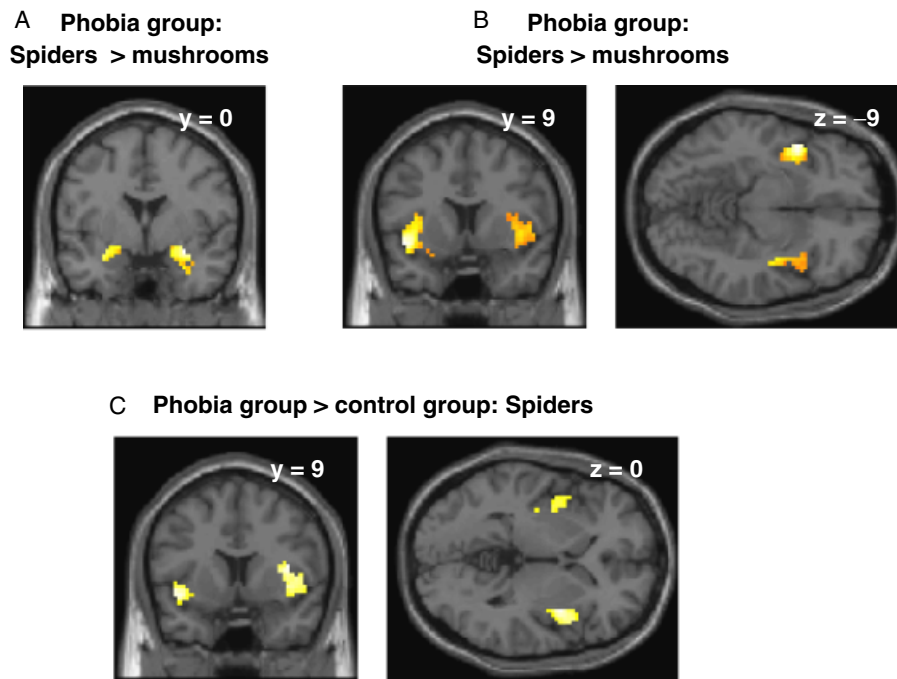 A Phobia group:
Spiders > mushrooms
y = 0
B Phobia group:
Spiders > mushrooms
y = 9
z = –9
C Phobia group > control group: Spiders
y = 9
z = 0